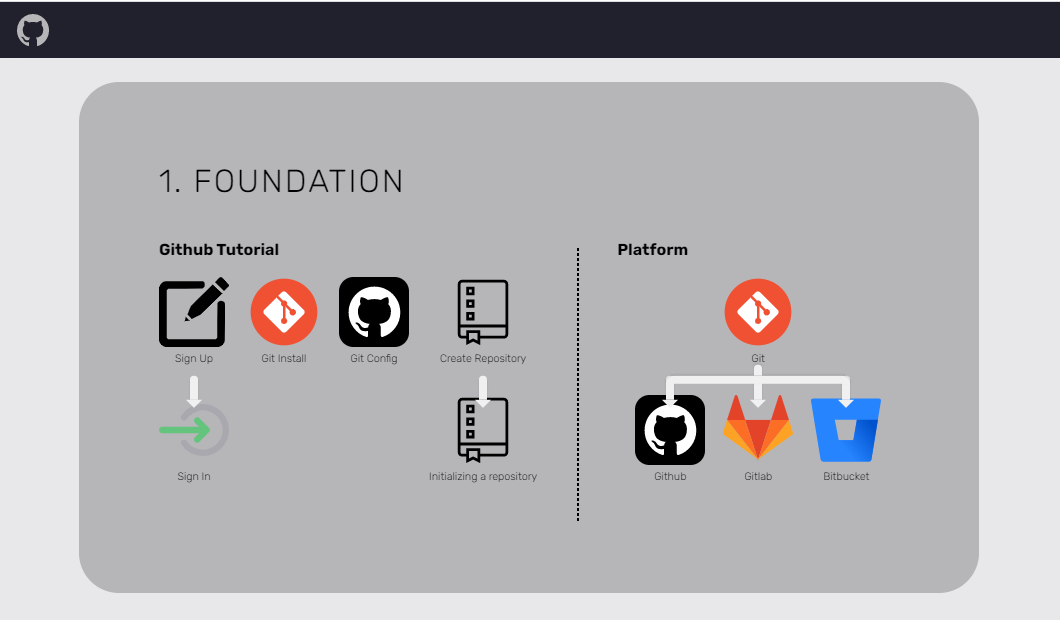 1. FOUNDATION
Github Tutorial
Sign Up
Git Install
Git Config
Create Repository
Sign In
Initializing a repository
Platform
Git
Github
Gitlab
Bitbucket